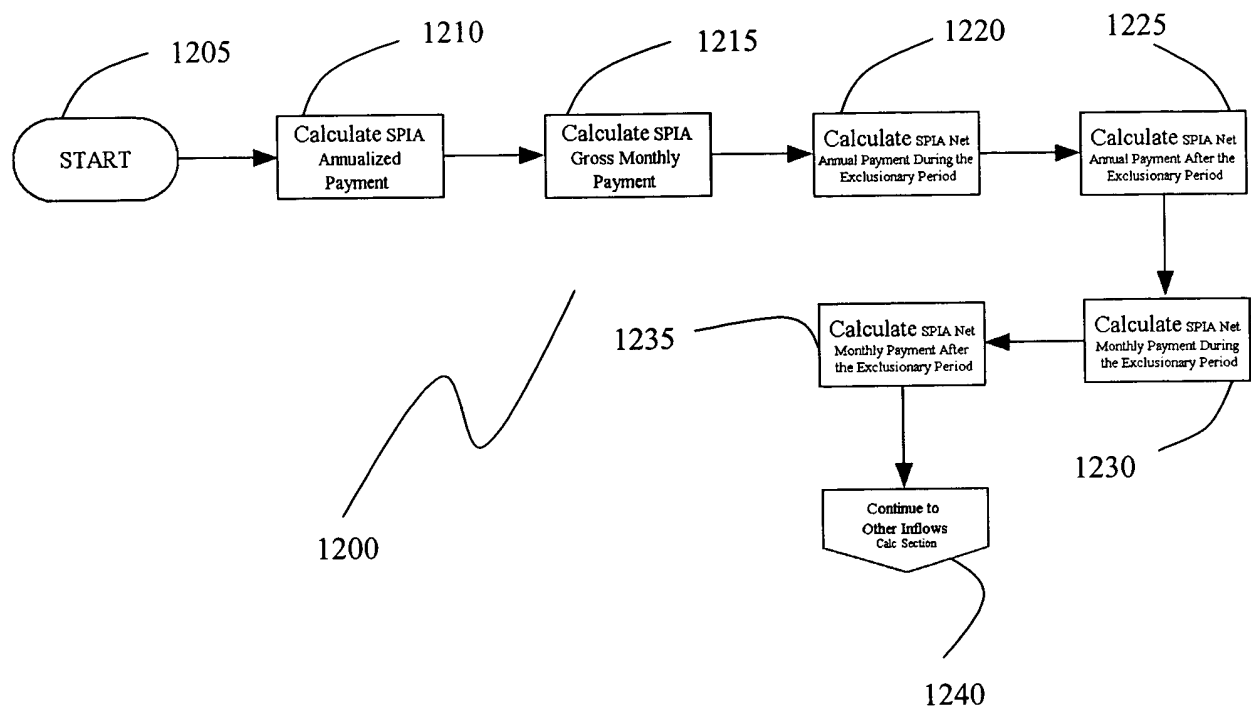 1205
1210
1215
1220
1225
START
Calculate SPIA
Annualized
Payment
Calculate SPIA
Gross Monthly
Payment
Calculate SPIA Net
Annual Payment During the
Exclusionary Period
Calculate SPIA Net
Annual Payment After the
Exclusionary Period
1235
Calculate SPIA Net
Monthly Payment After
the Exclusionary Period
Calculate SPIA Net
Monthly Payment During
the Exclusionary Period
1230
1200
Continue to
Other Inflows
Calc Section
1240